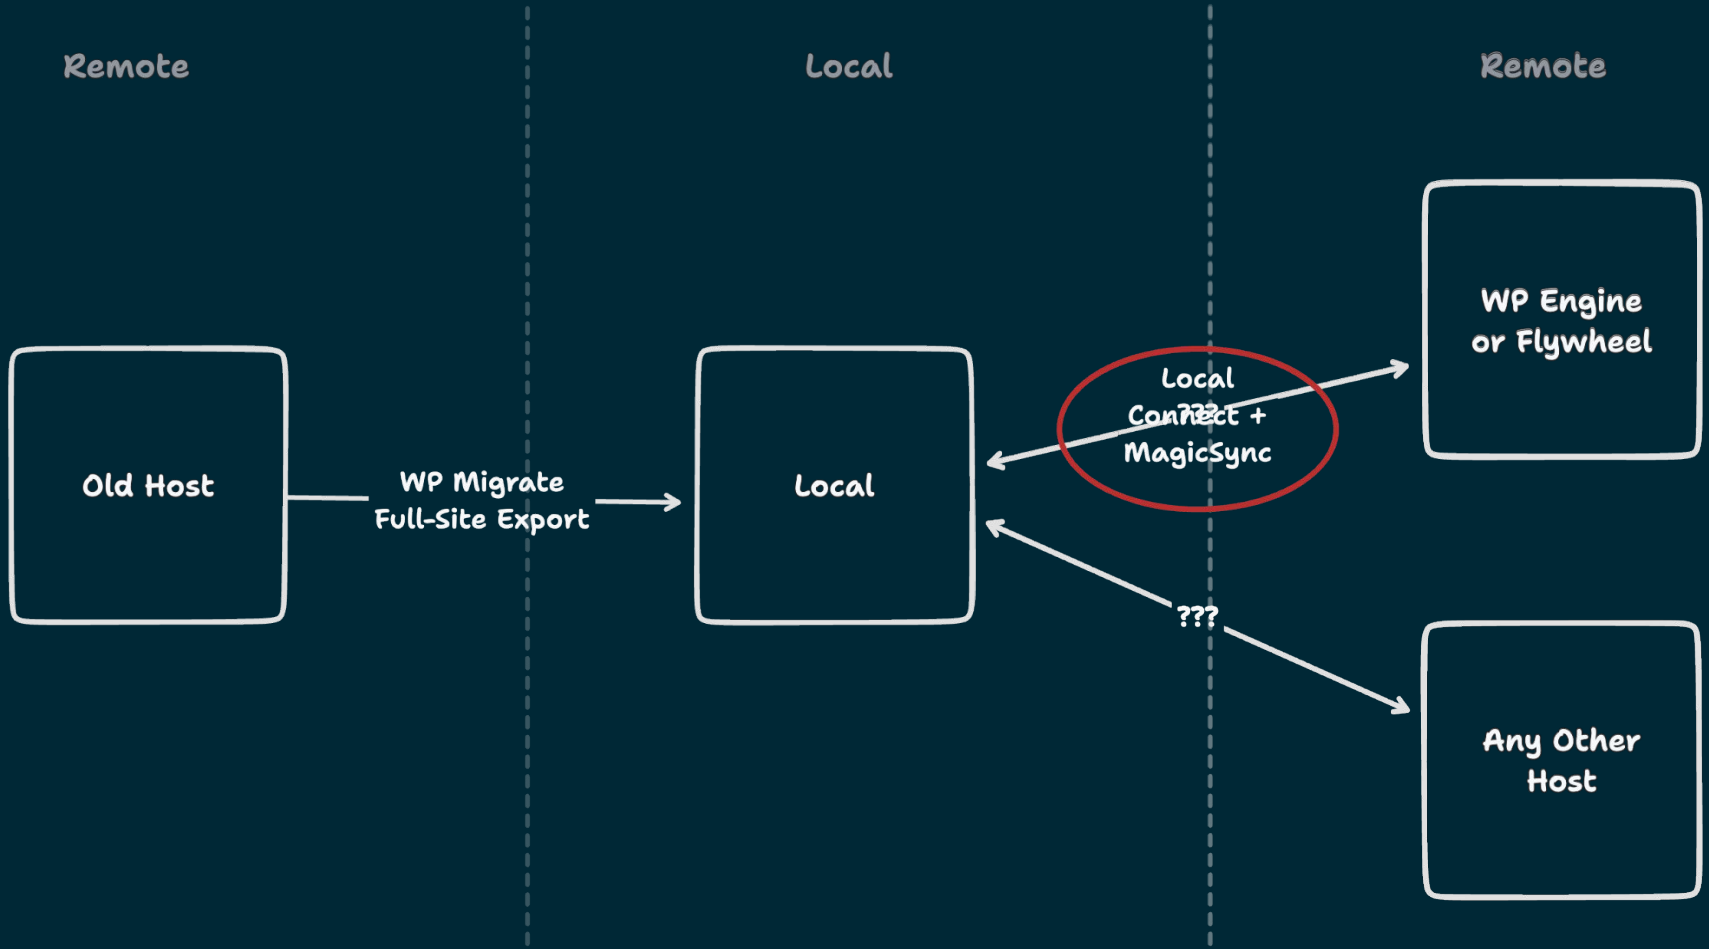 Remote
Local
Remote
WP Engine
or Flywheel
Local
Connect +
???
MagicSync
Old Host
WP Migrate
Full-Site Export
Local
???
Any Other
Host